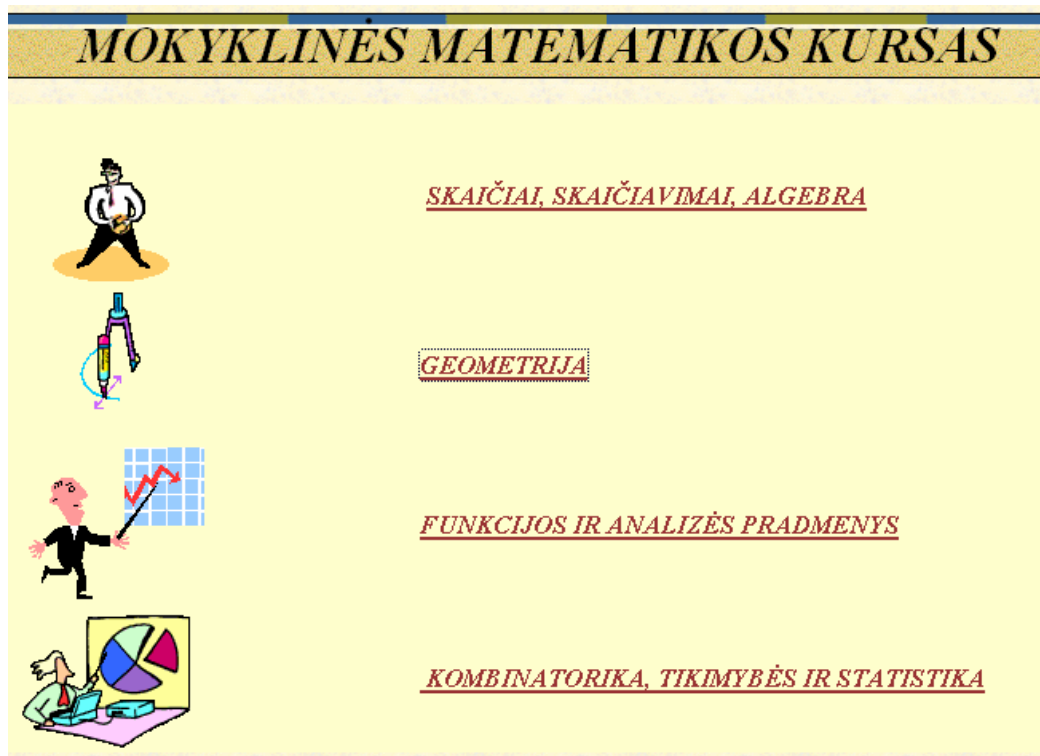 MOKYKLINĖS MATEMATIKOS KURSAS
SKAIČIAI, SKAIČIAVIMAI, ALGEBRA
GEOMETRIJA
FUNKCIJOS IR ANALIZĖS PRADMENYS
KOMBINATORIKA, TIKIMYBĖS IR STATISTIKA